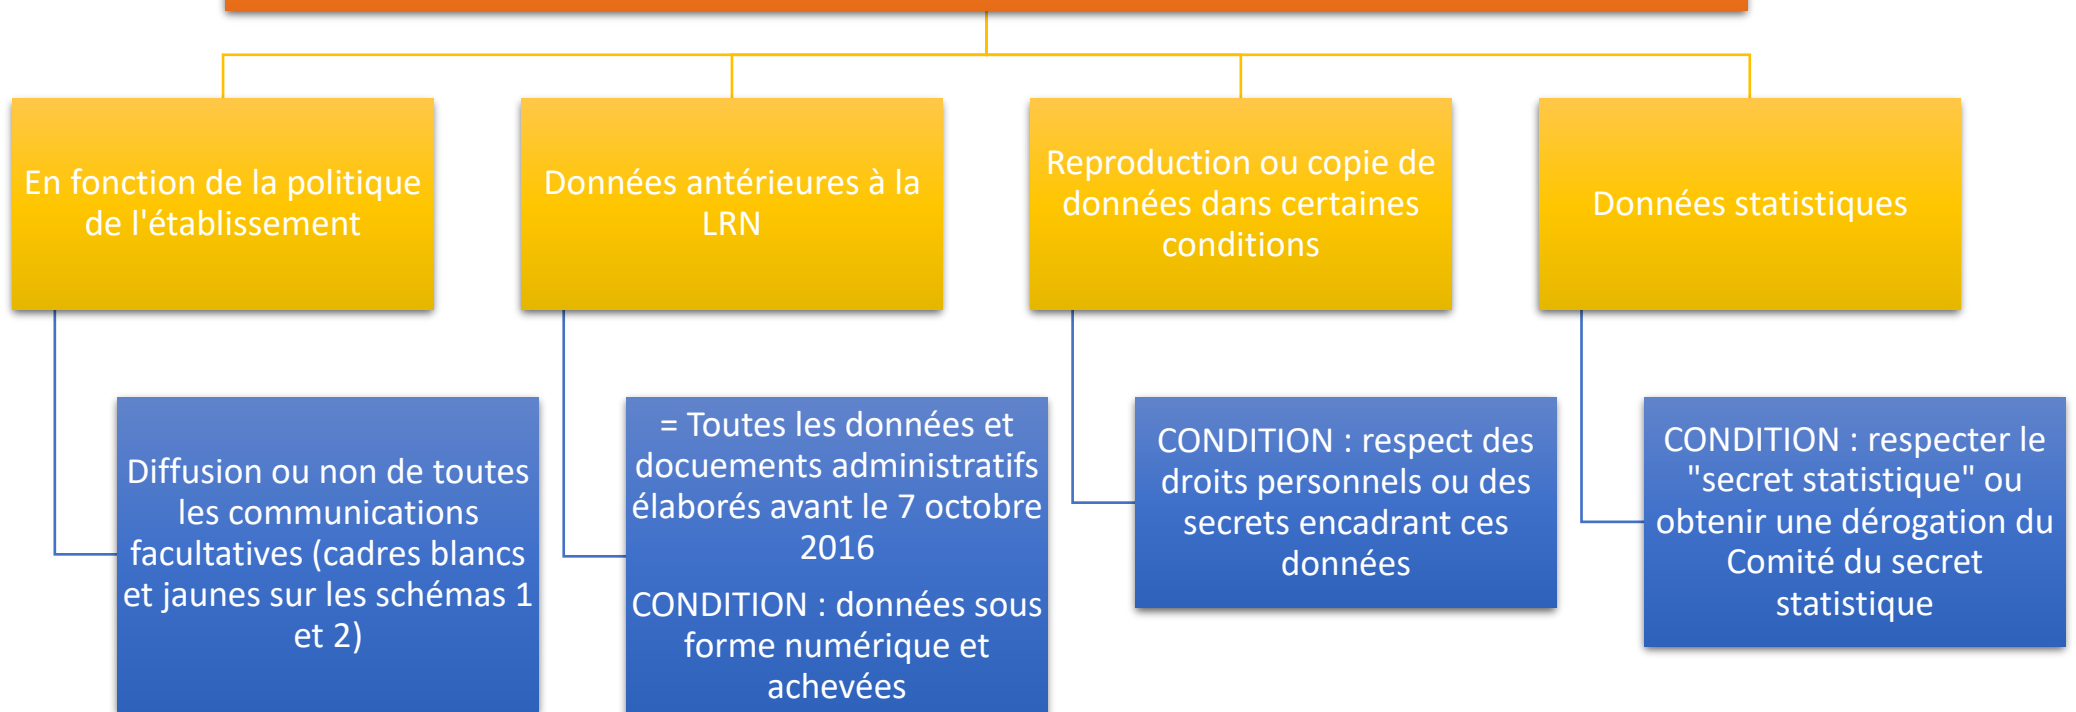 En fonction de la politique
de l'établissement
Données antérieures à la
LRN
Reproduction ou copie de
données dans certaines
conditions
Données statistiques
Diffusion ou non de toutes
les communications
facultatives (cadres blancs
et jaunes sur les schémas 1
et 2)
= Toutes les données et
docuements administratifs
élaborés avant le 7 octobre
2016
CONDITION : données sous
forme numérique et
achevées
CONDITION : respect des
droits personnels ou des
secrets encadrant ces
données
CONDITION : respecter le
"secret statistique" ou
obtenir une dérogation du
Comité du secret
statistique